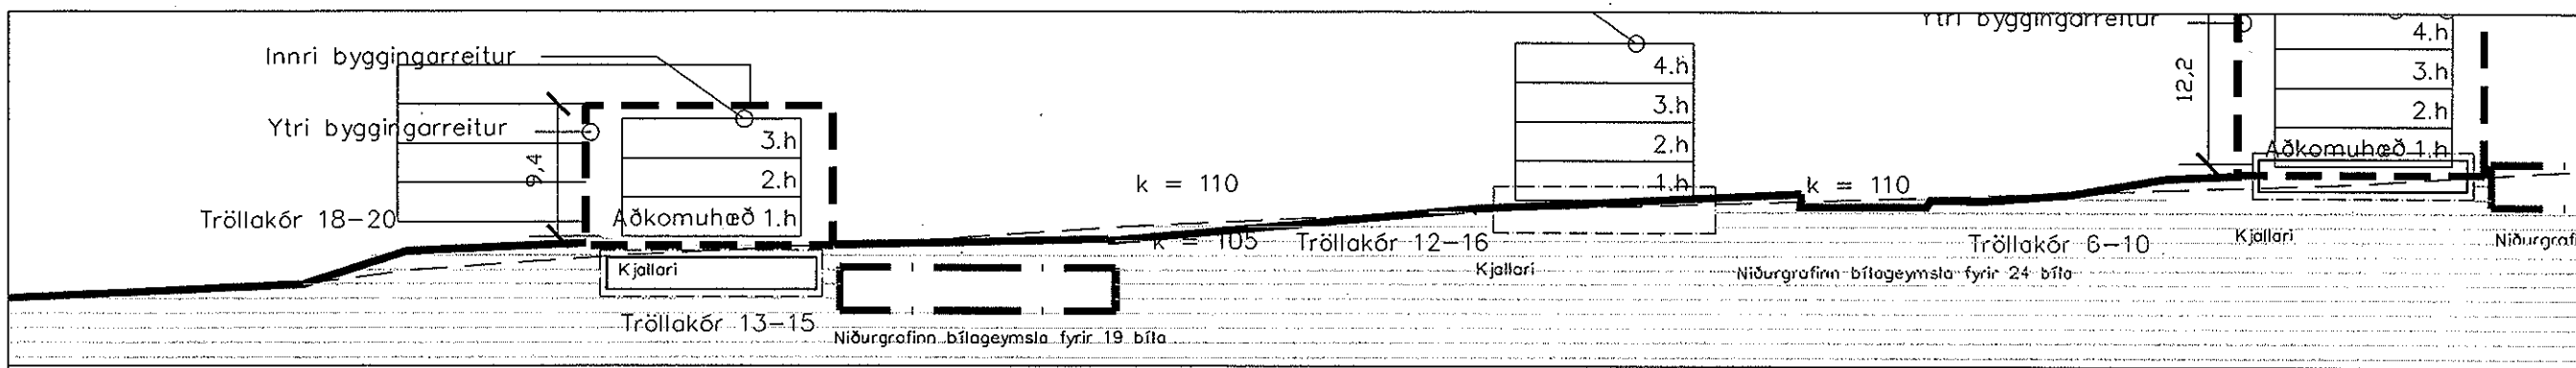 Innri byggingarreitur
Ytri byggingarreitur
9,4
3.h
2.h
Aðkomuhæð 1.h
Tröllakór 18-20
Kjallari
Tröllakór 13-15
Niðurgrafinn bílageymsla fyrir 19 bíla
k = 110
k = 105
Tröllakór 12-16
4.h
3.h
2.h
1.h
Kjallari
k = 110
Niðurgrafinn bílageymsla fyrir 24 bíla
Tröllakór 6-10
Ytri byggingarreitur
12,2
4.h
3.h
2.h
Aðkomuhæð 1.h
Kjallari
Niðurgraf